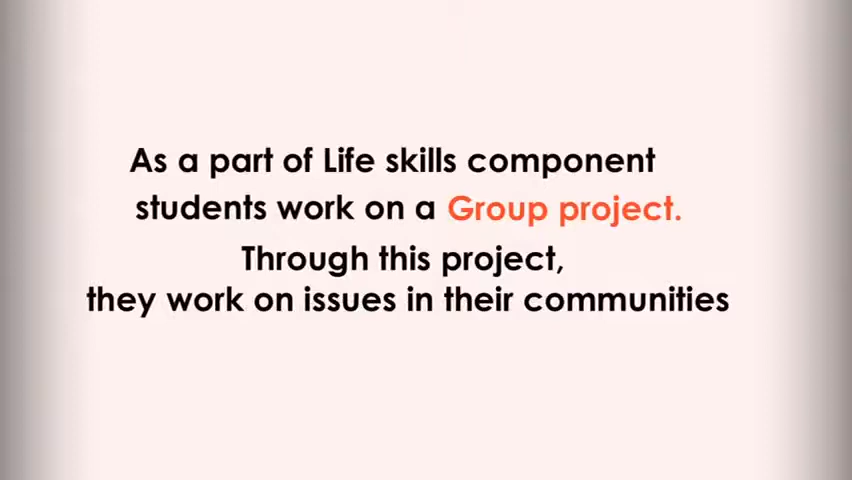 As a part of Life skills component
students work on a Group project.
Through this project,
they work on issues in their communities